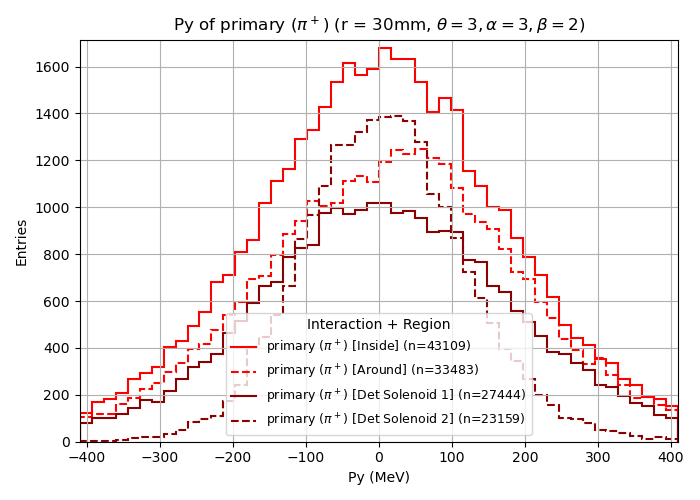 Py of primary (π⁺) (r = 30mm, θ = 3, α = 3, β = 2)
1600
1400
1200
1000
800
600
400
200
0
Entries
Interaction + Region
primary (π⁺) [Inside] (n=43109)
primary (π⁺) [Around] (n=33483)
primary (π⁺) [Det Solenoid 1] (n=27444)
primary (π⁺) [Det Solenoid 2] (n=23159)
−400 −300 −200 −100 0 100 200 300 400
Py (MeV)